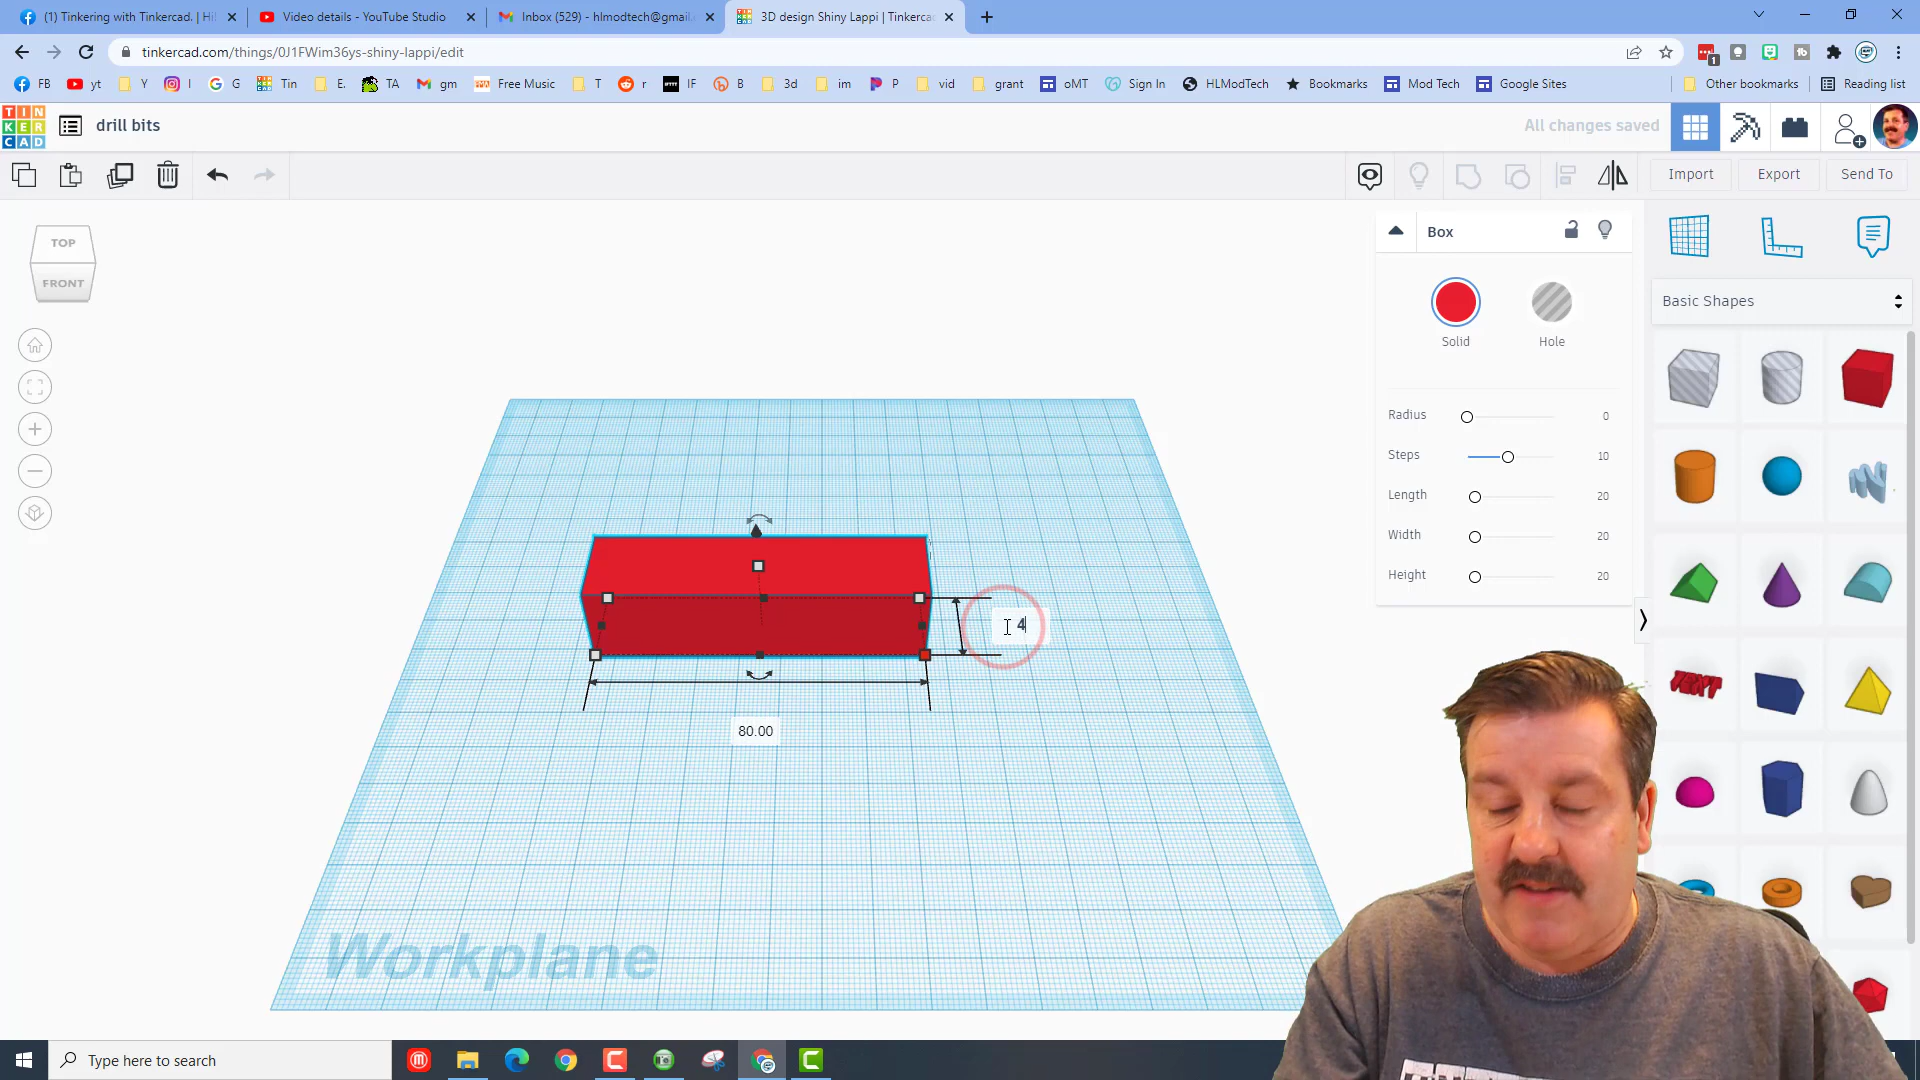 (1) Tinkering with Tinkercad. | Hi!
Video details - YouTube Studio
Inbox (529) - hlmodtech@gmail.
3D design Shiny Lappi | Tinkerca
tinkercad.com/things/0J1FWim36ys-shiny-lappi/edit
FB
yt
Y
I
G
Tin
E.
TA
gm
Free Music
T
r
IF
B
3d
im
P
vid
grant
oMT
Sign In
HLModTech
Bookmarks
Mod Tech
Google Sites
Other bookmarks
Reading list
TIN
KER
CAD
drill bits
All changes saved
Import
Export
Send To
TOP
FRONT
Box
Solid
Hole
Radius 0
Steps 10
Length 20
Width 20
Height 20
Basic Shapes
TEXT
4
80.00
Workplane
Type here to search